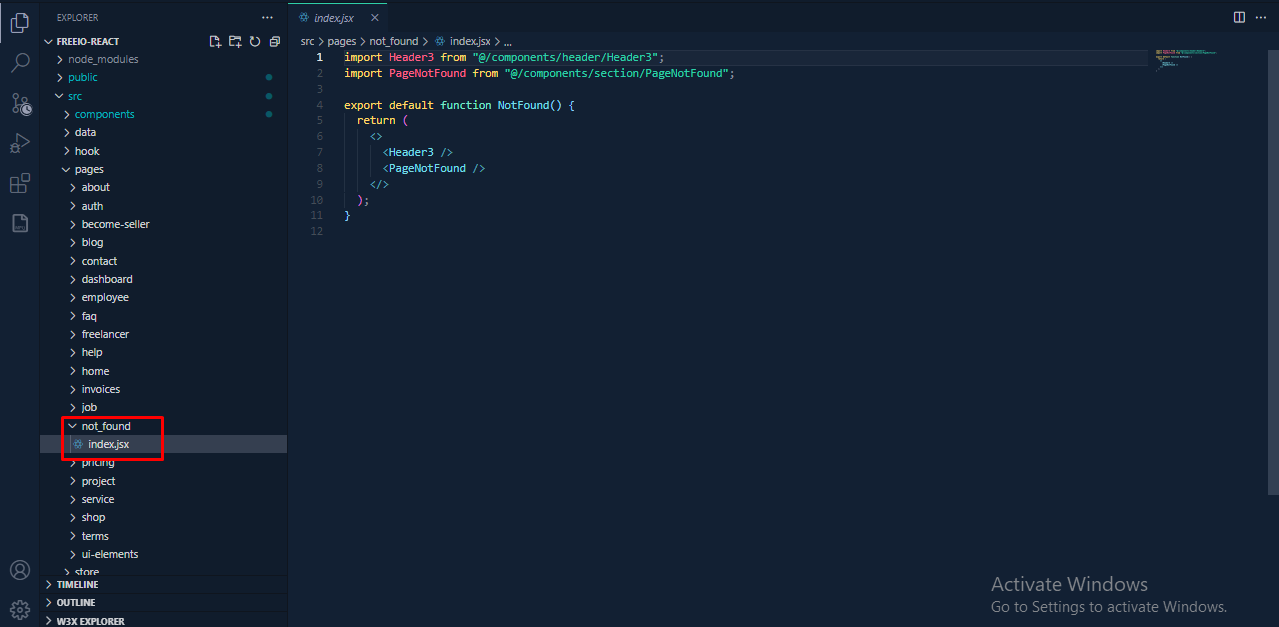 EXPLORER
FREEIO-REACT
node_modules
public
src
components
data
hook
pages
about
auth
become-seller
blog
contact
dashboard
employee
faq
freelancer
help
home
invoices
job
not_found
index.jsx
pricing
project
service
shop
terms
ui-elements
store
TIMELINE
OUTLINE
W3X EXPLORER
index.jsx
src > pages > not_found > index.jsx > ...
1 import Header3 from "@/components/header/Header3";
2 import PageNotFound from "@/components/section/PageNotFound";
3
4 export default function NotFound() {
5 return (
6 <>
7 <Header3 />
8 <PageNotFound />
9 </>
10 );
11 }
12
Activate Windows
Go to Settings to activate Windows.